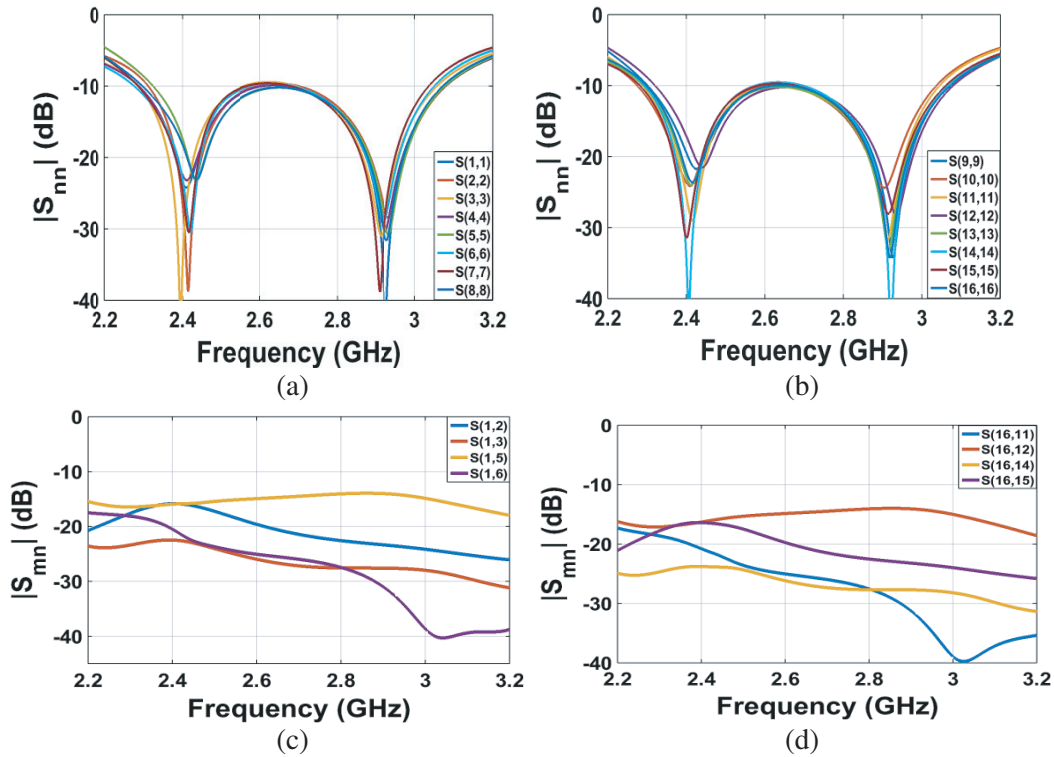 0
-10
-20
-30
-40
|Snn| (dB)
S(1,1)
S(2,2)
S(3,3)
S(4,4)
S(5,5)
S(6,6)
S(7,7)
S(8,8)
2.2 2.4 2.6 2.8 3 3.2
Frequency (GHz)
(a)
0
-10
-20
-30
-40
|Snn| (dB)
S(9,9)
S(10,10)
S(11,11)
S(12,12)
S(13,13)
S(14,14)
S(15,15)
S(16,16)
2.2 2.4 2.6 2.8 3 3.2
Frequency (GHz)
(b)
0
-10
-20
-30
-40
|Smn| (dB)
S(1,2)
S(1,3)
S(1,5)
S(1,6)
2.2 2.4 2.6 2.8 3 3.2
Frequency (GHz)
(c)
0
-10
-20
-30
-40
|Smn| (dB)
S(16,11)
S(16,12)
S(16,14)
S(16,15)
2.2 2.4 2.6 2.8 3 3.2
Frequency (GHz)
(d)